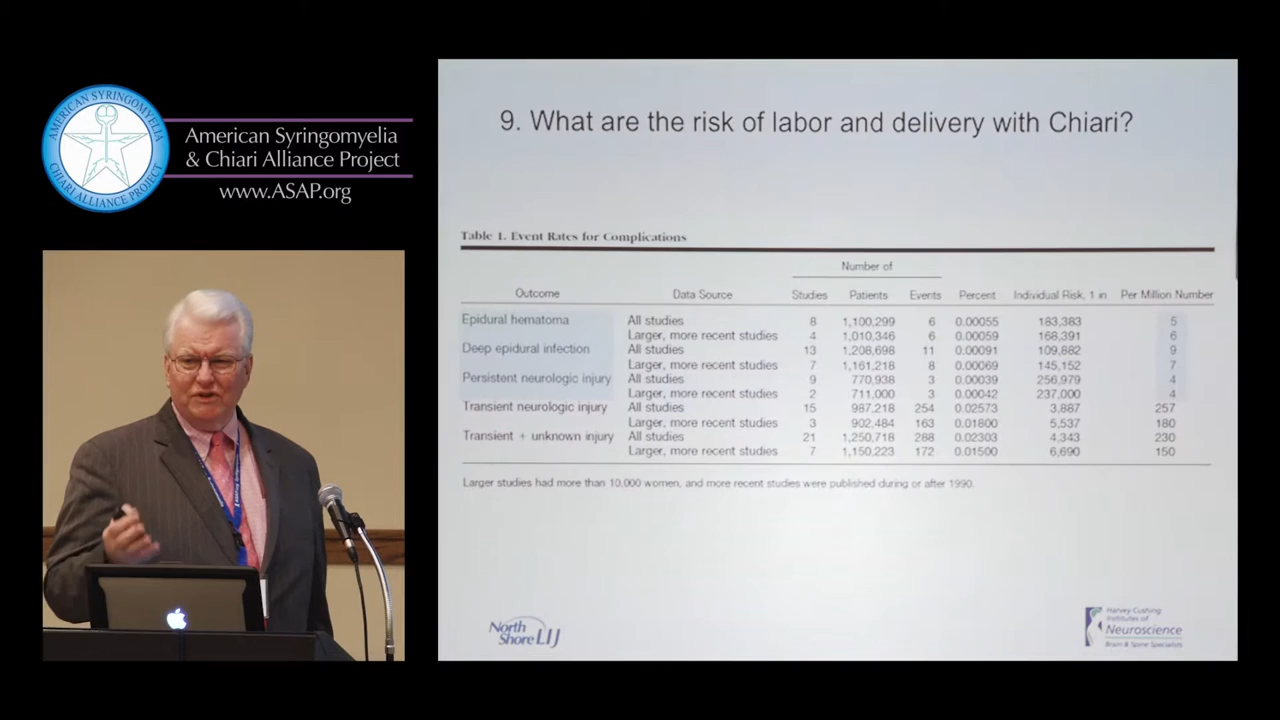 AMERICAN SYRINGOMYELIA
CHIARI ALLIANCE PROJECT
American Syringomyelia
& Chiari Alliance Project
www.ASAP.org
9. What are the risk of labor and delivery with Chiari?
Table 1. Event Rates for Complications
Number of
Outcome Data Source Studies Patients Events Percent Individual Risk, 1 in Per Million Number
Epidural hematoma All studies 8 1,100,299 6 0.00055 183,383 5
Larger, more recent studies 4 1,010,346 6 0.00059 168,391 6
Deep epidural infection All studies 13 1,208,698 11 0.00091 109,882 9
Larger, more recent studies 7 1,161,218 8 0.00069 145,152 7
Persistent neurologic injury All studies 9 770,938 3 0.00039 256,979 4
Larger, more recent studies 2 711,000 3 0.00042 237,000 4
Transient neurologic injury All studies 15 987,218 254 0.02573 3,887 257
Larger, more recent studies 3 902,484 163 0.01800 5,537 180
Transient + unknown injury All studies 21 1,250,718 288 0.02303 4,343 230
Larger, more recent studies 7 1,150,223 172 0.01500 6,690 150
Larger studies had more than 10,000 women, and more recent studies were published during or after 1990.
North
Shore LIJ
Harvey Cushing
Institutes of
Neuroscience
Brain & Spine Specialists